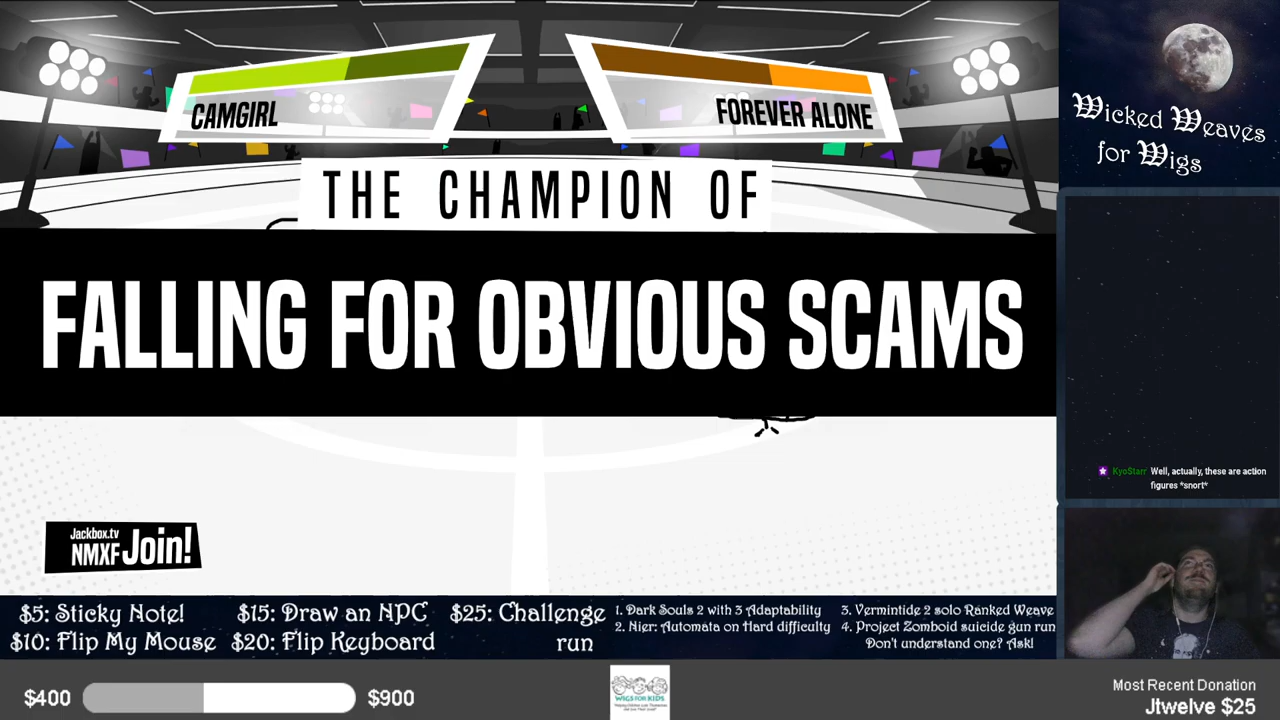 CAMGIRL
FOREVER ALONE
THE CHAMPION OF
FALLING FOR OBVIOUS SCAMS
Jackbox.tv
NMXF Join!
Wicked Weaves
for Wigs
KyoStarr Well, actually, these are action
figures *snort*
$5: Sticky Note!
$10: Flip My Mouse
$15: Draw an NPC
$20: Flip Keyboard
$25: Challenge
run
1. Dark Souls 2 with 3 Adaptability
2. Nier: Automata on Hard difficulty
3. Vermintide 2 solo Ranked Weave
4. Project Zomboid suicide gun run
Don't understand one? Ask!
$400
$900
WIGS FOR KIDS
Most Recent Donation
Jtwelve $25